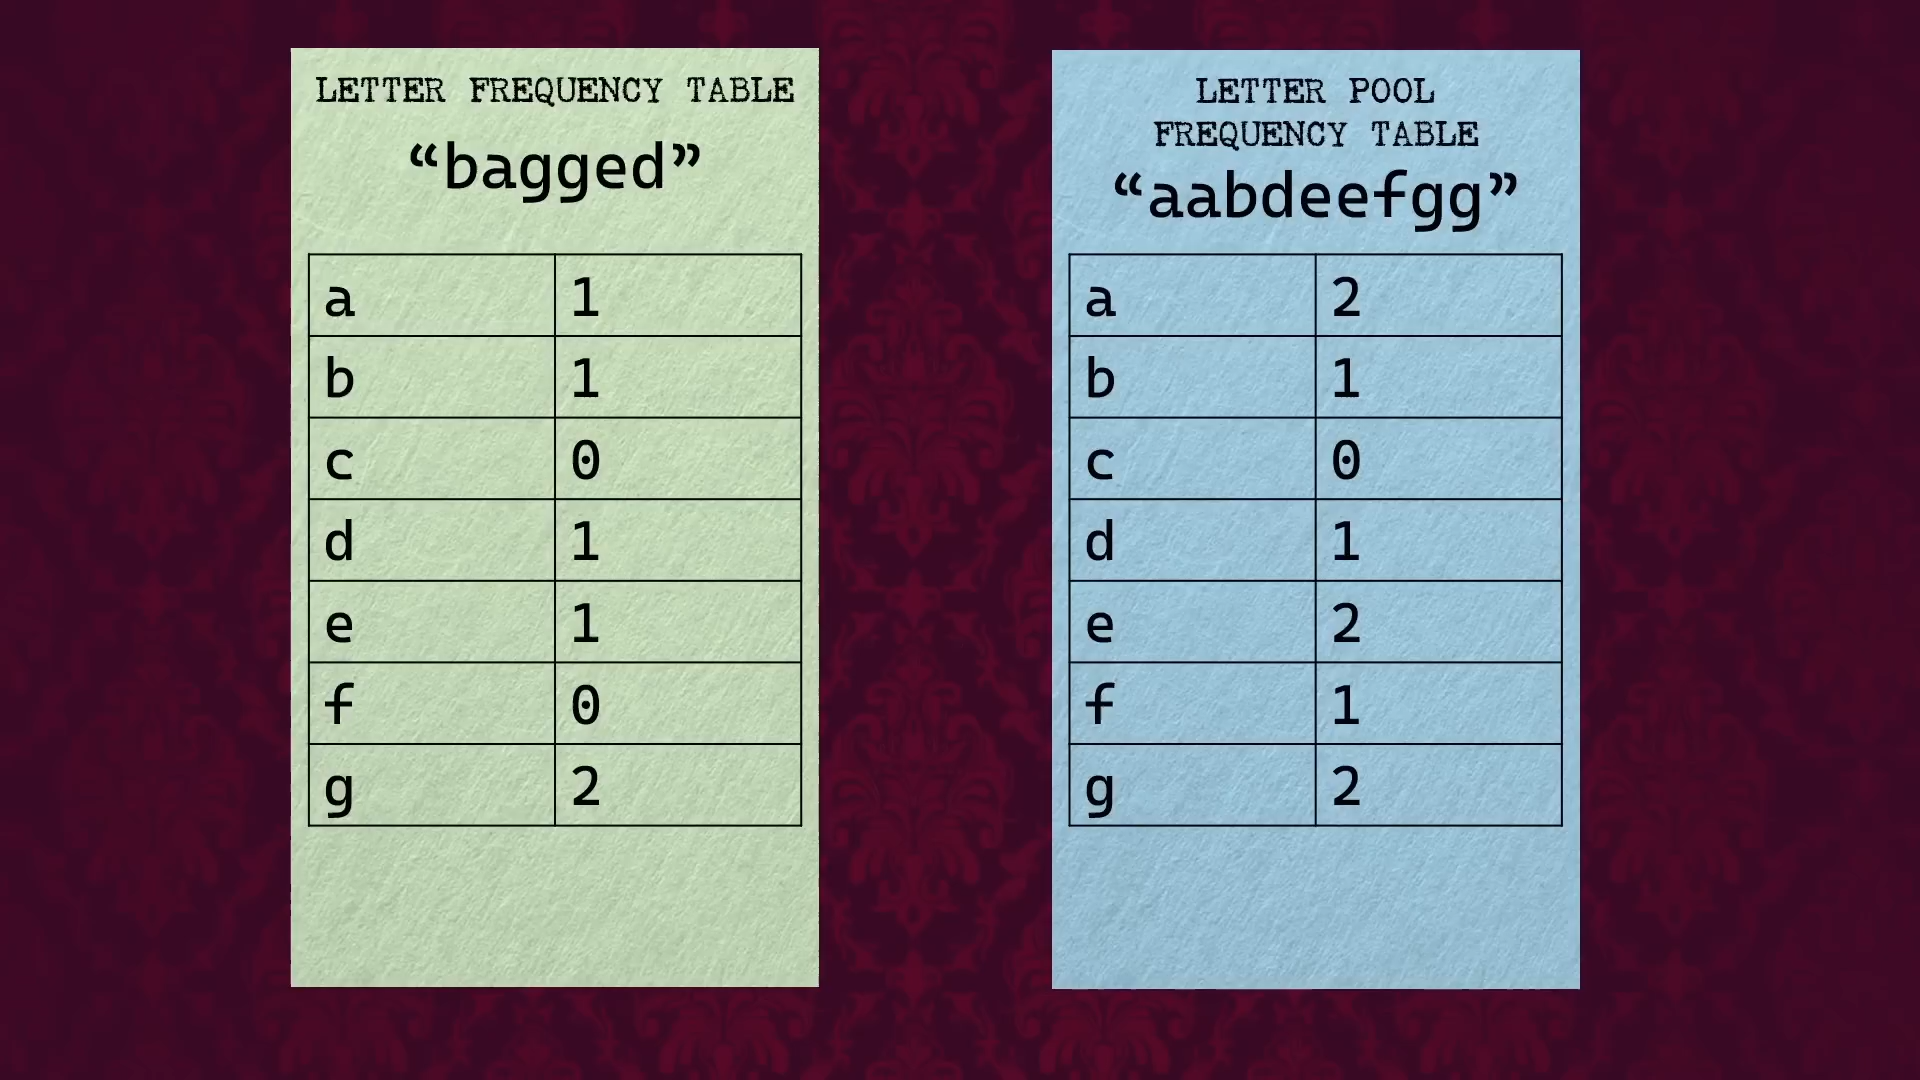 LETTER FREQUENCY TABLE
“bagged”
a 1
b 1
c 0
d 1
e 1
f 0
g 2
LETTER POOL
FREQUENCY TABLE
“aabdeefgg”
a 2
b 1
c 0
d 1
e 2
f 1
g 2